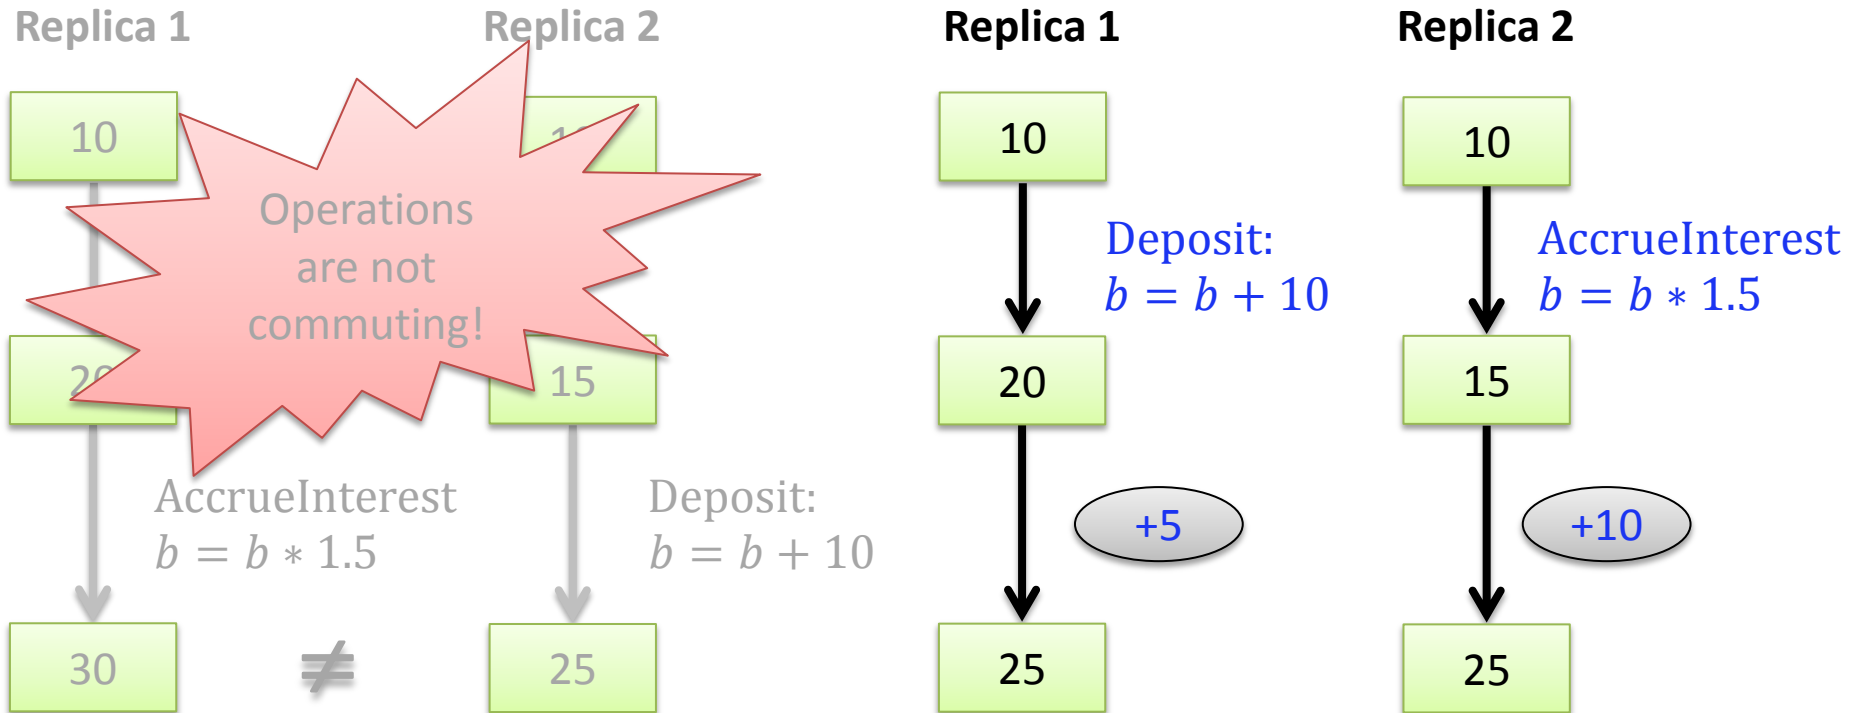 Replica 1
Replica 2
10
Operations
are not
commuting!
20
15
AccrueInterest
b = b ∗ 1.5
Deposit:
b = b + 10
30
≠
25
Replica 1
Replica 2
10
10
Deposit:
b = b + 10
AccrueInterest
b = b ∗ 1.5
20
15
+5
+10
25
25